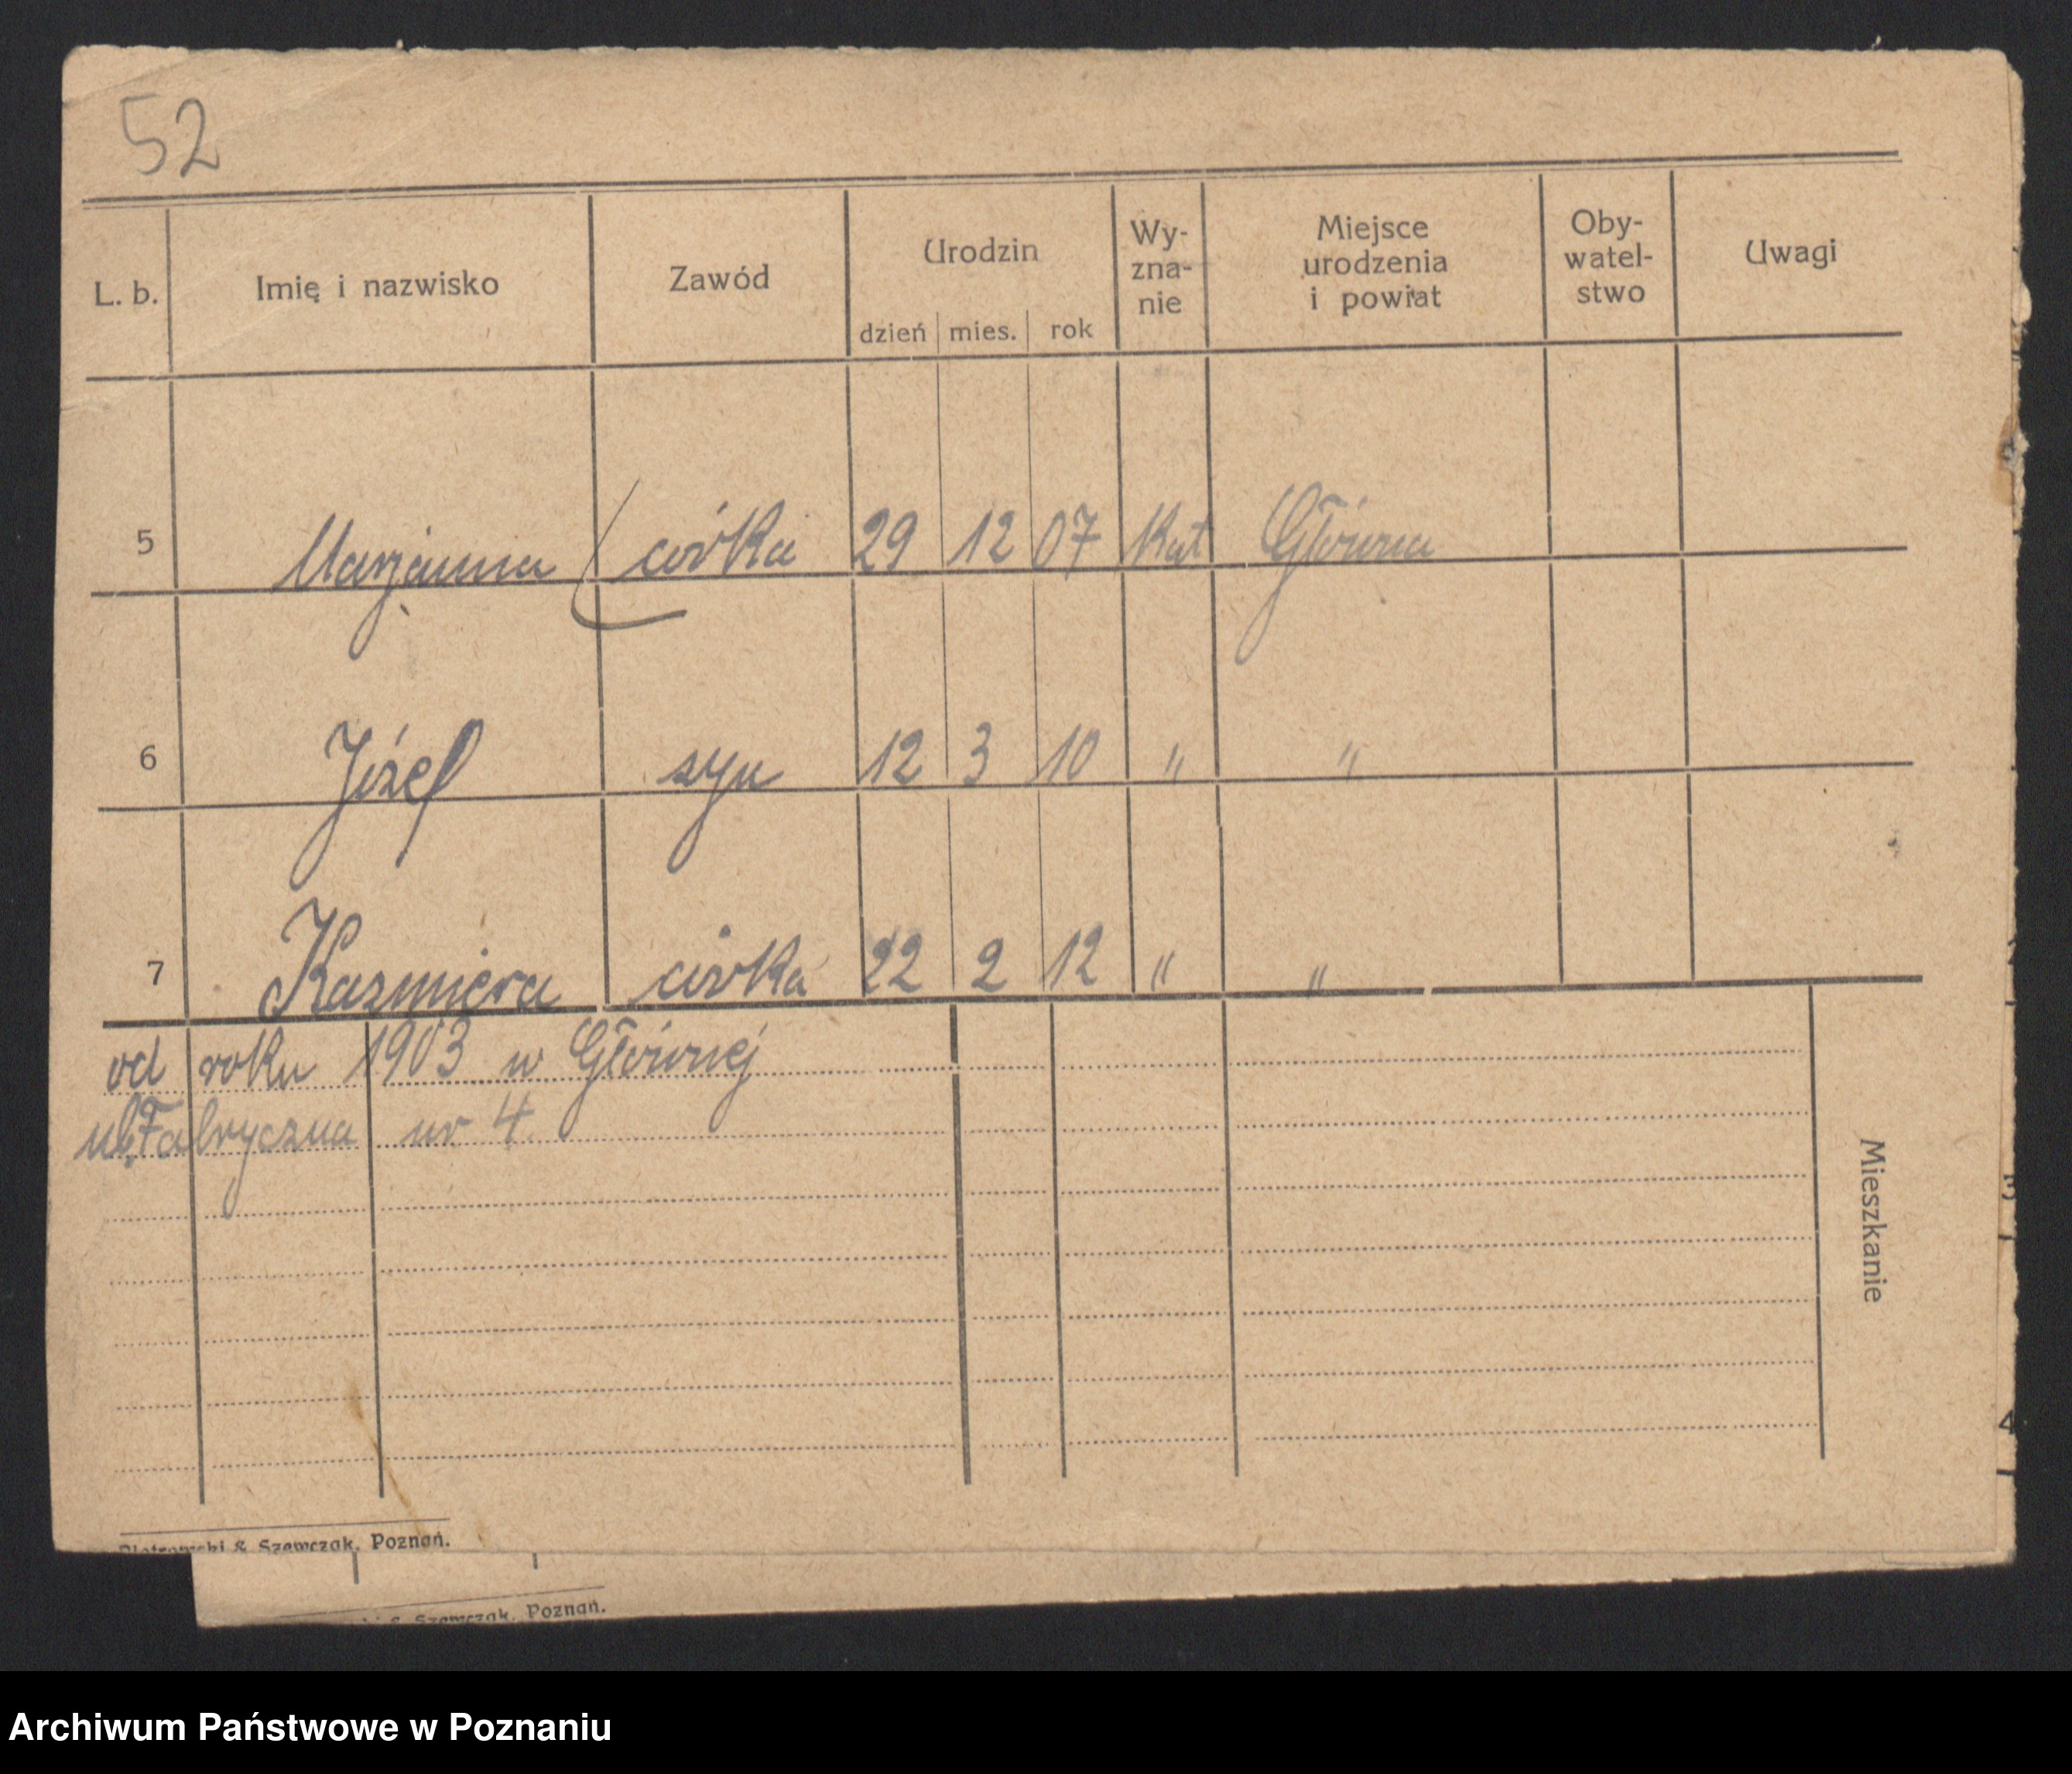 52
L. b. Imię i nazwisko Zawód Urodzin dzień mies. rok Wy-zna-nie Miejsce urodzenia i powiat Oby-watel-stwo Uwagi
5 Marjanna córka 29 12 07 Kat Główna
6 Józef syn 12 3 10 " "
7 Kazmiera córka 22 2 12 " "
od roku 1903 w Głównej
ul. Fabryczna nr 4.
Mieszkanie
& Szewczak, Poznań.
& Szewczak, Poznań.
Archiwum Państwowe w Poznaniu